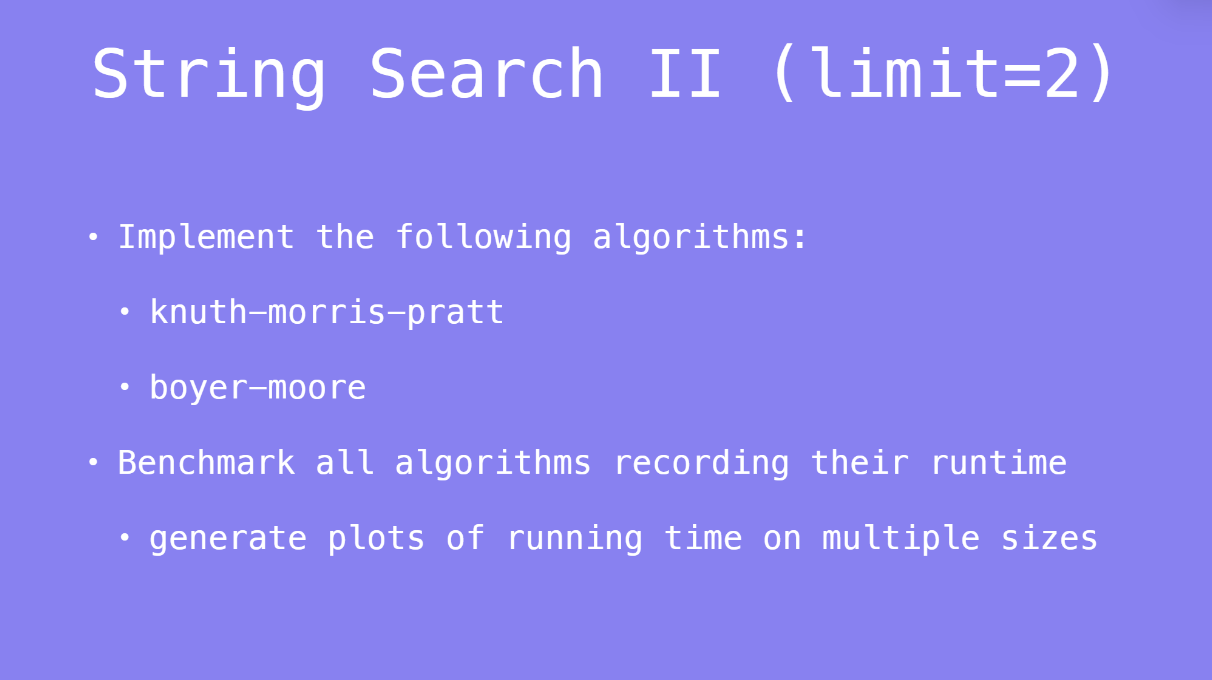 String Search II (limit=2)
• Implement the following algorithms:
• knuth–morris–pratt
• boyer–moore
• Benchmark all algorithms recording their runtime
• generate plots of running time on multiple sizes